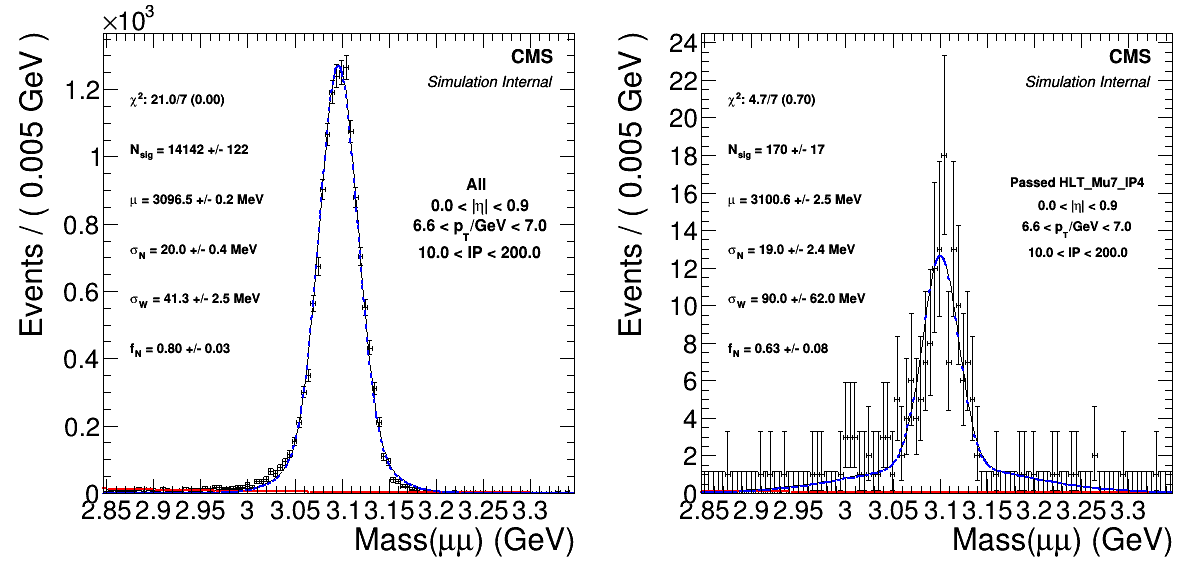 ×10³
CMS
Simulation Internal
χ²: 21.0/7 (0.00)
N_sig = 14142 +/- 122
μ = 3096.5 +/- 0.2 MeV
σ_N = 20.0 +/- 0.4 MeV
σ_W = 41.3 +/- 2.5 MeV
f_N = 0.80 +/- 0.03
All
0.0 < |η| < 0.9
6.6 < p_T/GeV < 7.0
10.0 < IP < 200.0
Events / ( 0.005 GeV )
1.2
1
0.8
0.6
0.4
0.2
0
2.85 2.9 2.95 3 3.05 3.1 3.15 3.2 3.25 3.3
Mass(μμ) (GeV)
CMS
Simulation Internal
χ²: 4.7/7 (0.70)
N_sig = 170 +/- 17
μ = 3100.6 +/- 2.5 MeV
σ_N = 19.0 +/- 2.4 MeV
σ_W = 90.0 +/- 62.0 MeV
f_N = 0.63 +/- 0.08
Passed HLT_Mu7_IP4
0.0 < |η| < 0.9
6.6 < p_T/GeV < 7.0
10.0 < IP < 200.0
Events / ( 0.005 GeV )
24
22
20
18
16
14
12
10
8
6
4
2
0
2.85 2.9 2.95 3 3.05 3.1 3.15 3.2 3.25 3.3
Mass(μμ) (GeV)